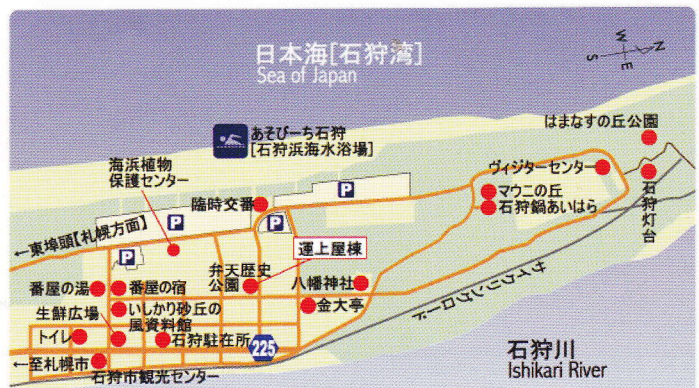 日本海[石狩湾]
Sea of Japan
W
N
S
E
はまなすの丘公園
あそびーち石狩
[石狩浜海水浴場]
海浜植物
保護センター
ヴィジターセンター
P
マウニの丘
石狩鍋あいはら
石狩灯台
臨時交番
P
P
←東埠頭【札幌方面】
運上屋棟
P
弁天歴史
公園
八幡神社
番屋の湯
番屋の宿
サイクリングロード
いしかり砂丘の
風資料館
金大亭
生鮮広場
トイレ
石狩駐在所
225
石狩川
Ishikari River
←至札幌市
石狩市観光センター